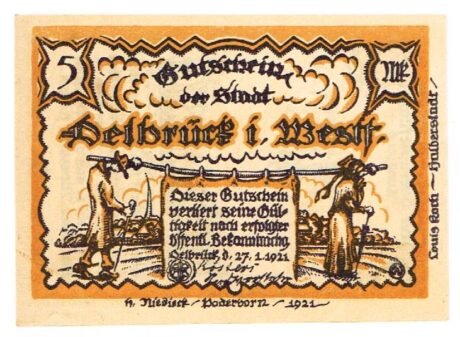 5
Gutschein
Mk.
der Stadt
Delbrück i. Westf.
Dieser Gutschein
verliert seine Gül-
tigkeit nach erfolgter
öffentl. Bekanntmachg
Delbrück, d. 27.1.1921
A. Niedieck - Paderborn - 1921 -
Louis Koch - Halberstadt